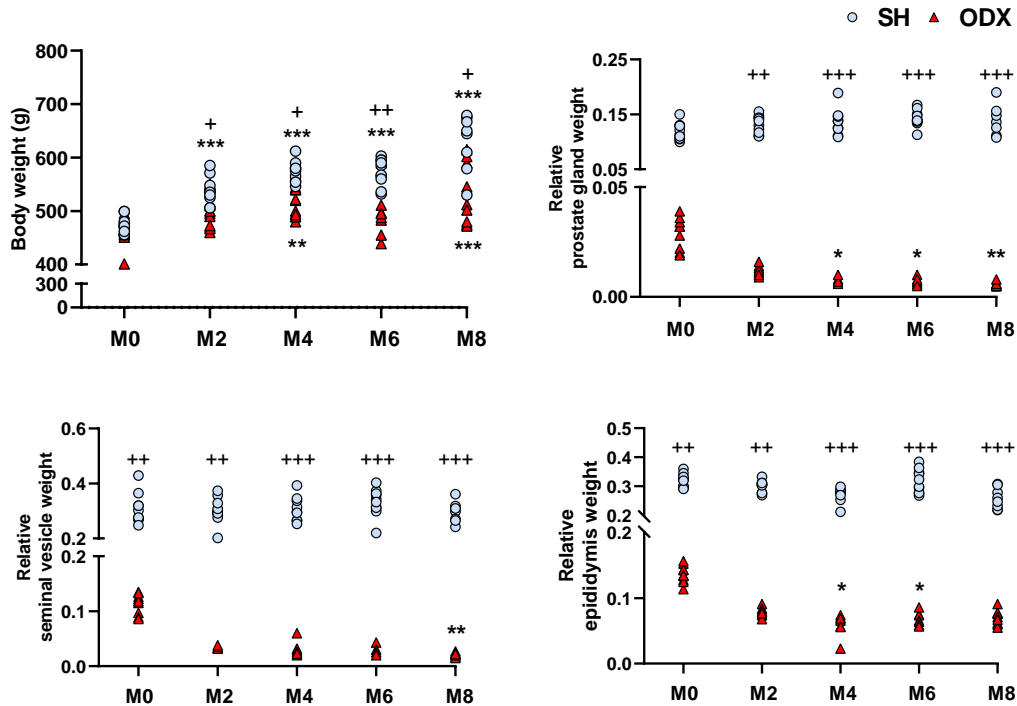 SH ODX
Body weight (g)
800
700
600
500
400
300
0
+
***
+
***
**
++
***
+
***
***
M0 M2 M4 M6 M8
Relative
prostate gland weight
0.25
0.15
0.05
0.05
0.00
++ +++ +++ +++
* * **
M0 M2 M4 M6 M8
Relative
seminal vesicle weight
0.6
0.4
0.2
0.2
0.1
0.0
++ ++ +++ +++ +++
**
M0 M2 M4 M6 M8
Relative
epididymis weight
0.5
0.4
0.3
0.2
0.2
0.1
0.0
++ ++ +++ +++ +++
* *
M0 M2 M4 M6 M8